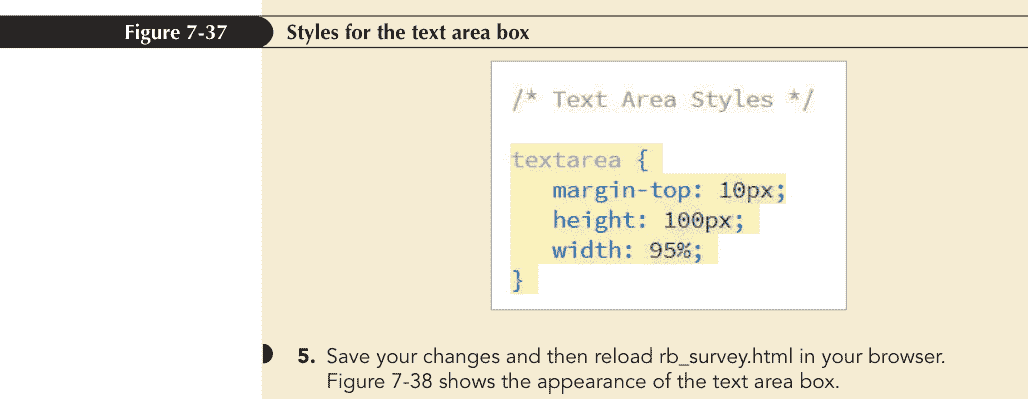 Figure 7-37 Styles for the text area box
/* Text Area Styles */
textarea {
margin-top: 10px;
height: 100px;
width: 95%;
}
5. Save your changes and then reload rb_survey.html in your browser.
Figure 7-38 shows the appearance of the text area box.